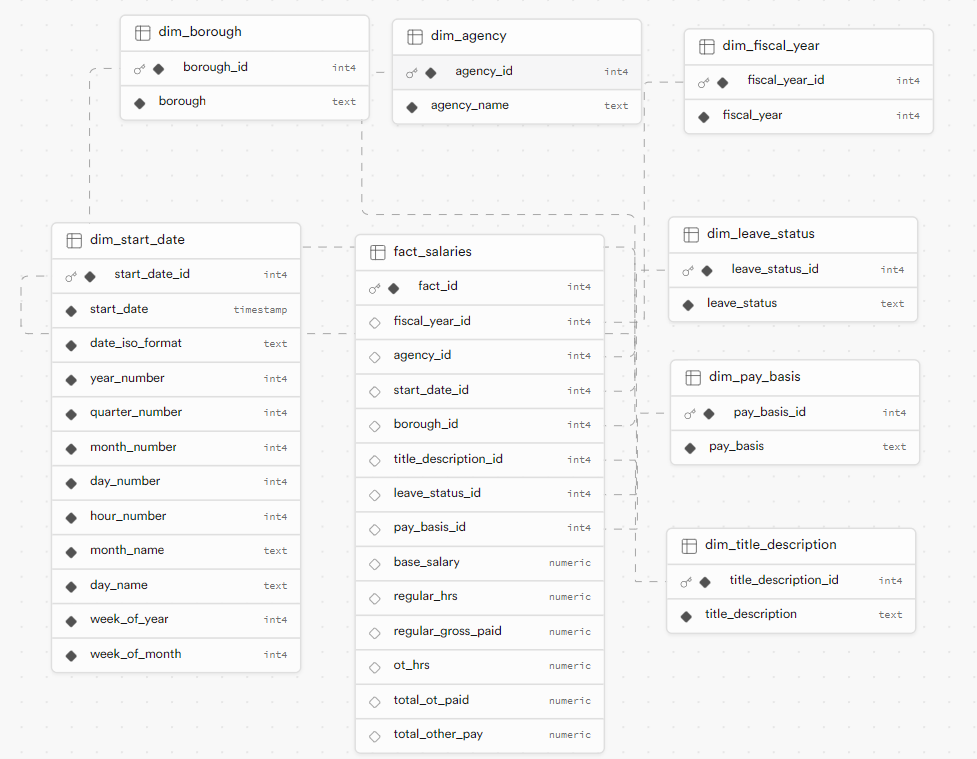 dim_borough
borough_id int4
borough text
dim_agency
agency_id int4
agency_name text
dim_fiscal_year
fiscal_year_id int4
fiscal_year int4
dim_start_date
start_date_id int4
start_date timestamp
date_iso_format text
year_number int4
quarter_number int4
month_number int4
day_number int4
hour_number int4
month_name text
day_name text
week_of_year int4
week_of_month int4
fact_salaries
fact_id int4
fiscal_year_id int4
agency_id int4
start_date_id int4
borough_id int4
title_description_id int4
leave_status_id int4
pay_basis_id int4
base_salary numeric
regular_hrs numeric
regular_gross_paid numeric
ot_hrs numeric
total_ot_paid numeric
total_other_pay numeric
dim_leave_status
leave_status_id int4
leave_status text
dim_pay_basis
pay_basis_id int4
pay_basis text
dim_title_description
title_description_id int4
title_description text